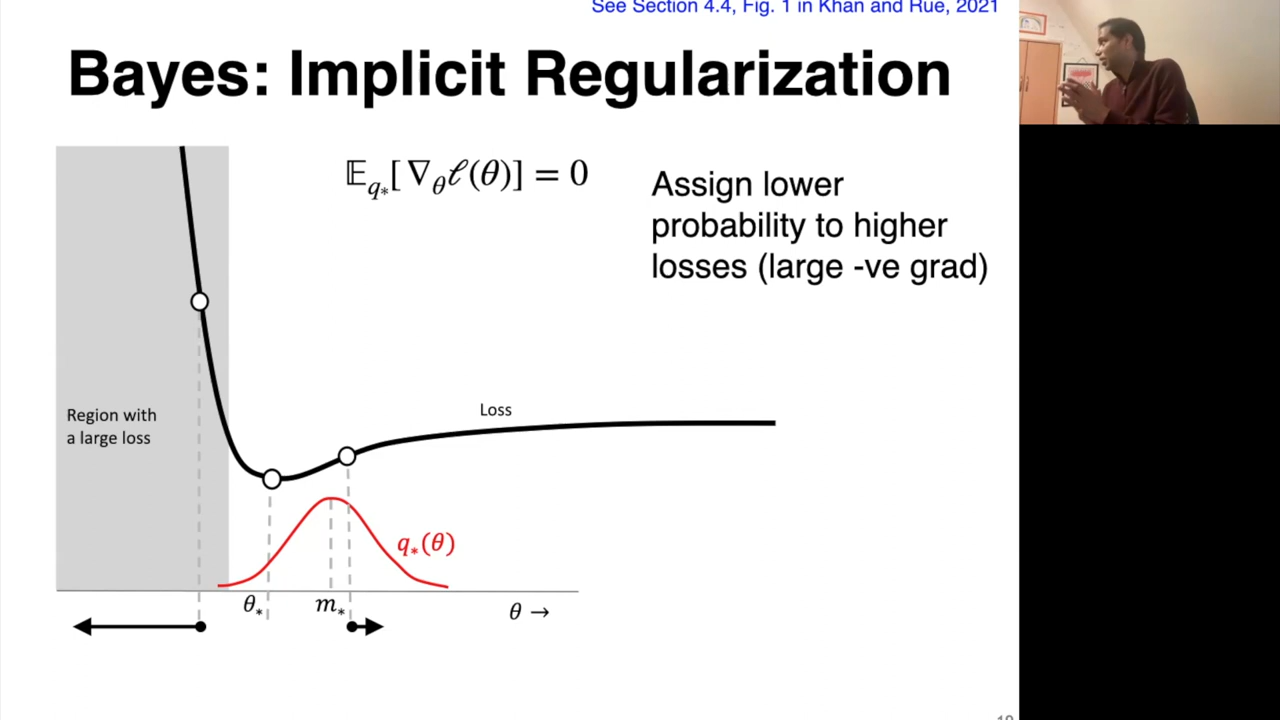 See Section 4.4, Fig. 1 in Khan and Rue, 2021
Bayes: Implicit Regularization
𝔼_{q_*}[∇_θ ℓ(θ)] = 0
Assign lower
probability to higher
losses (large -ve grad)
Region with
a large loss
Loss
q_*(θ)
θ_*
m_*
θ →